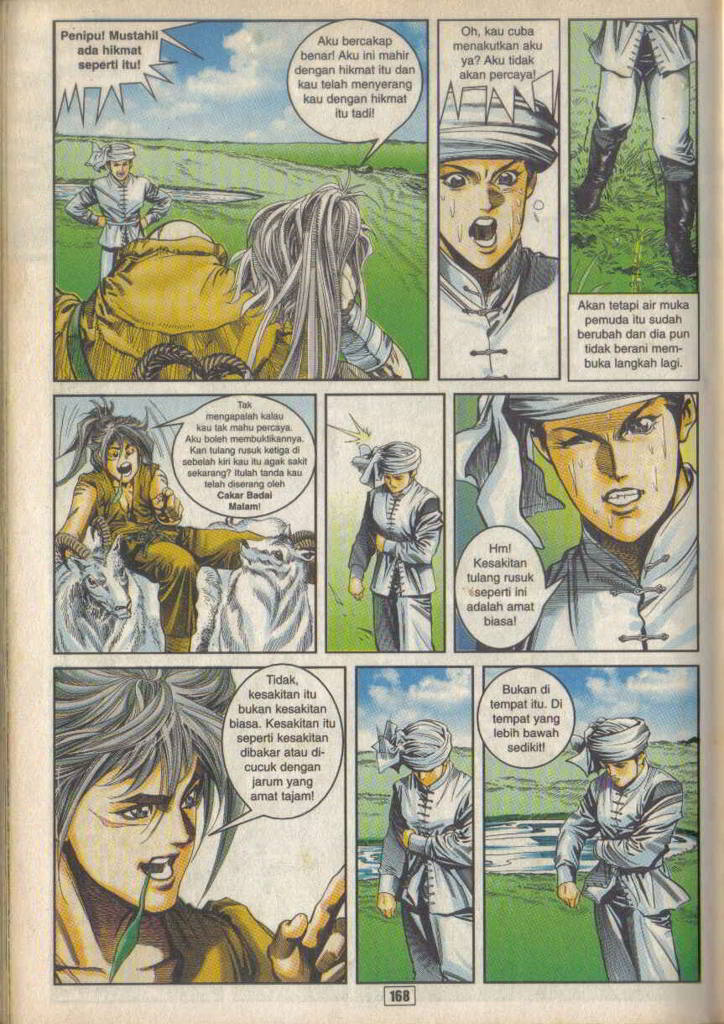 Penipu! Mustahil
ada hikmat
seperti itu!
Aku bercakap
benar! Aku ini mahir
dengan hikmat itu dan
kau telah menyerang
kau dengan hikmat
itu tadi!
Oh, kau cuba
menakutkan aku
ya? Aku tidak
akan percaya!
Akan tetapi air muka
pemuda itu sudah
berubah dan dia pun
tidak berani mem-
buka langkah lagi.
Tak
mengapalah kalau
kau tak mahu percaya.
Aku boleh membuktikannya.
Kan tulang rusuk ketiga di
sebelah kiri kau itu agak sakit
sekarang? Itulah tanda kau
telah diserang oleh
Cakar Badai
Malam!
Hm!
Kesakitan
tulang rusuk
seperti ini
adalah amat
biasa!
Tidak,
kesakitan itu
bukan kesakitan
biasa. Kesakitan itu
seperti kesakitan
dibakar atau di-
cucuk dengan
jarum yang
amat tajam!
Bukan di
tempat itu. Di
tempat yang
lebih bawah
sedikit!
168